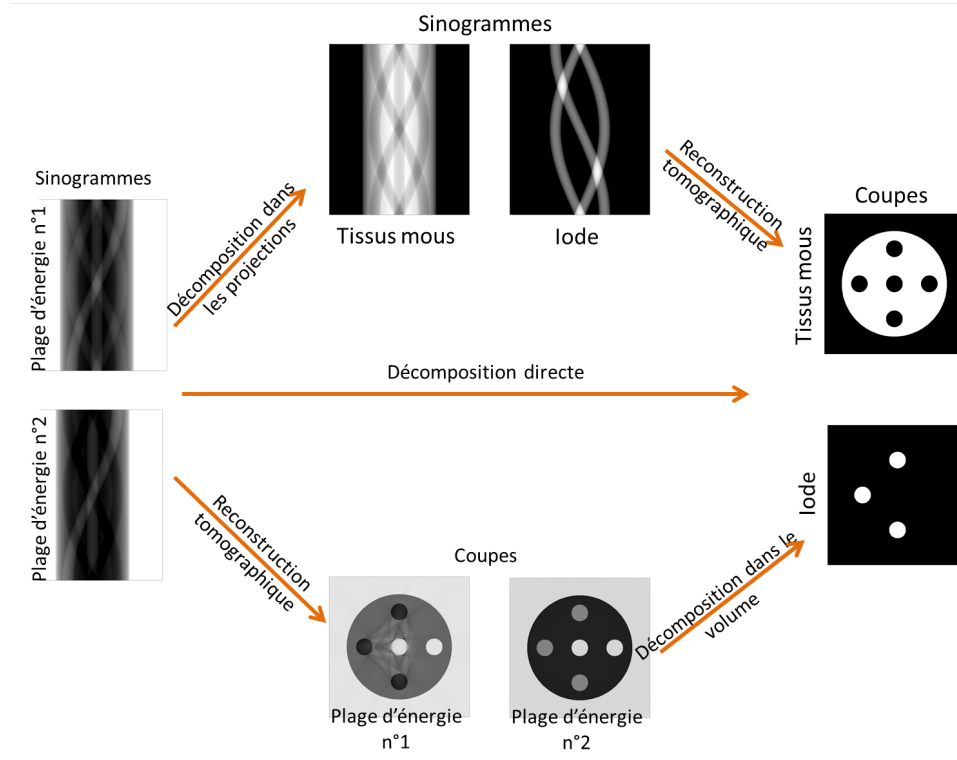 Sinogrammes
Tissus mous
Iode
Sinogrammes
Plage d'énergie n°1
Plage d'énergie n°2
Décomposition dans
les projections
Reconstruction
tomographique
Coupes
Tissus mous
Iode
Décomposition directe
Reconstruction
tomographique
Coupes
Plage d'énergie
n°1
Plage d'énergie
n°2
Décomposition dans le
volume